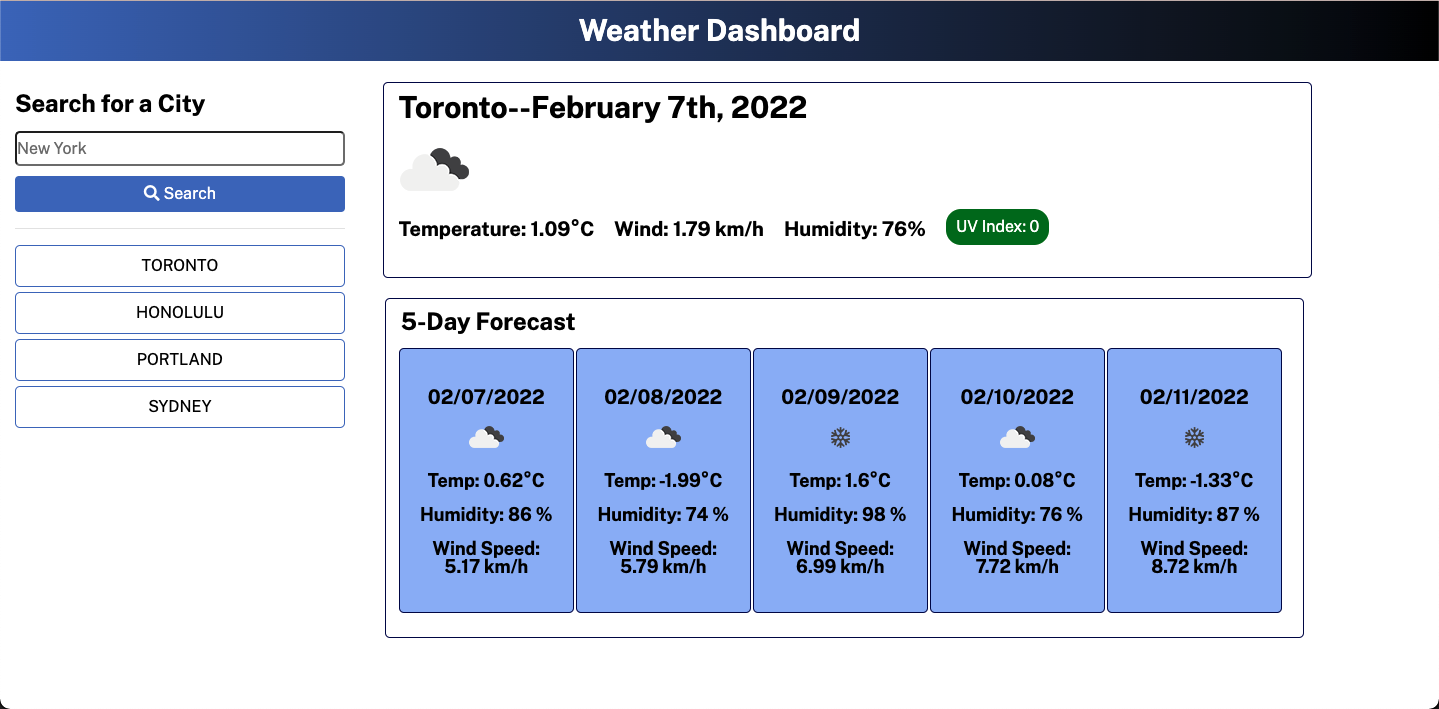 Weather Dashboard
Search for a City
New York
Search
TORONTO
HONOLULU
PORTLAND
SYDNEY
Toronto--February 7th, 2022
Temperature: 1.09°C Wind: 1.79 km/h Humidity: 76% UV Index: 0
5-Day Forecast
02/07/2022
Temp: 0.62°C
Humidity: 86 %
Wind Speed:
5.17 km/h
02/08/2022
Temp: -1.99°C
Humidity: 74 %
Wind Speed:
5.79 km/h
02/09/2022
Temp: 1.6°C
Humidity: 98 %
Wind Speed:
6.99 km/h
02/10/2022
Temp: 0.08°C
Humidity: 76 %
Wind Speed:
7.72 km/h
02/11/2022
Temp: -1.33°C
Humidity: 87 %
Wind Speed:
8.72 km/h